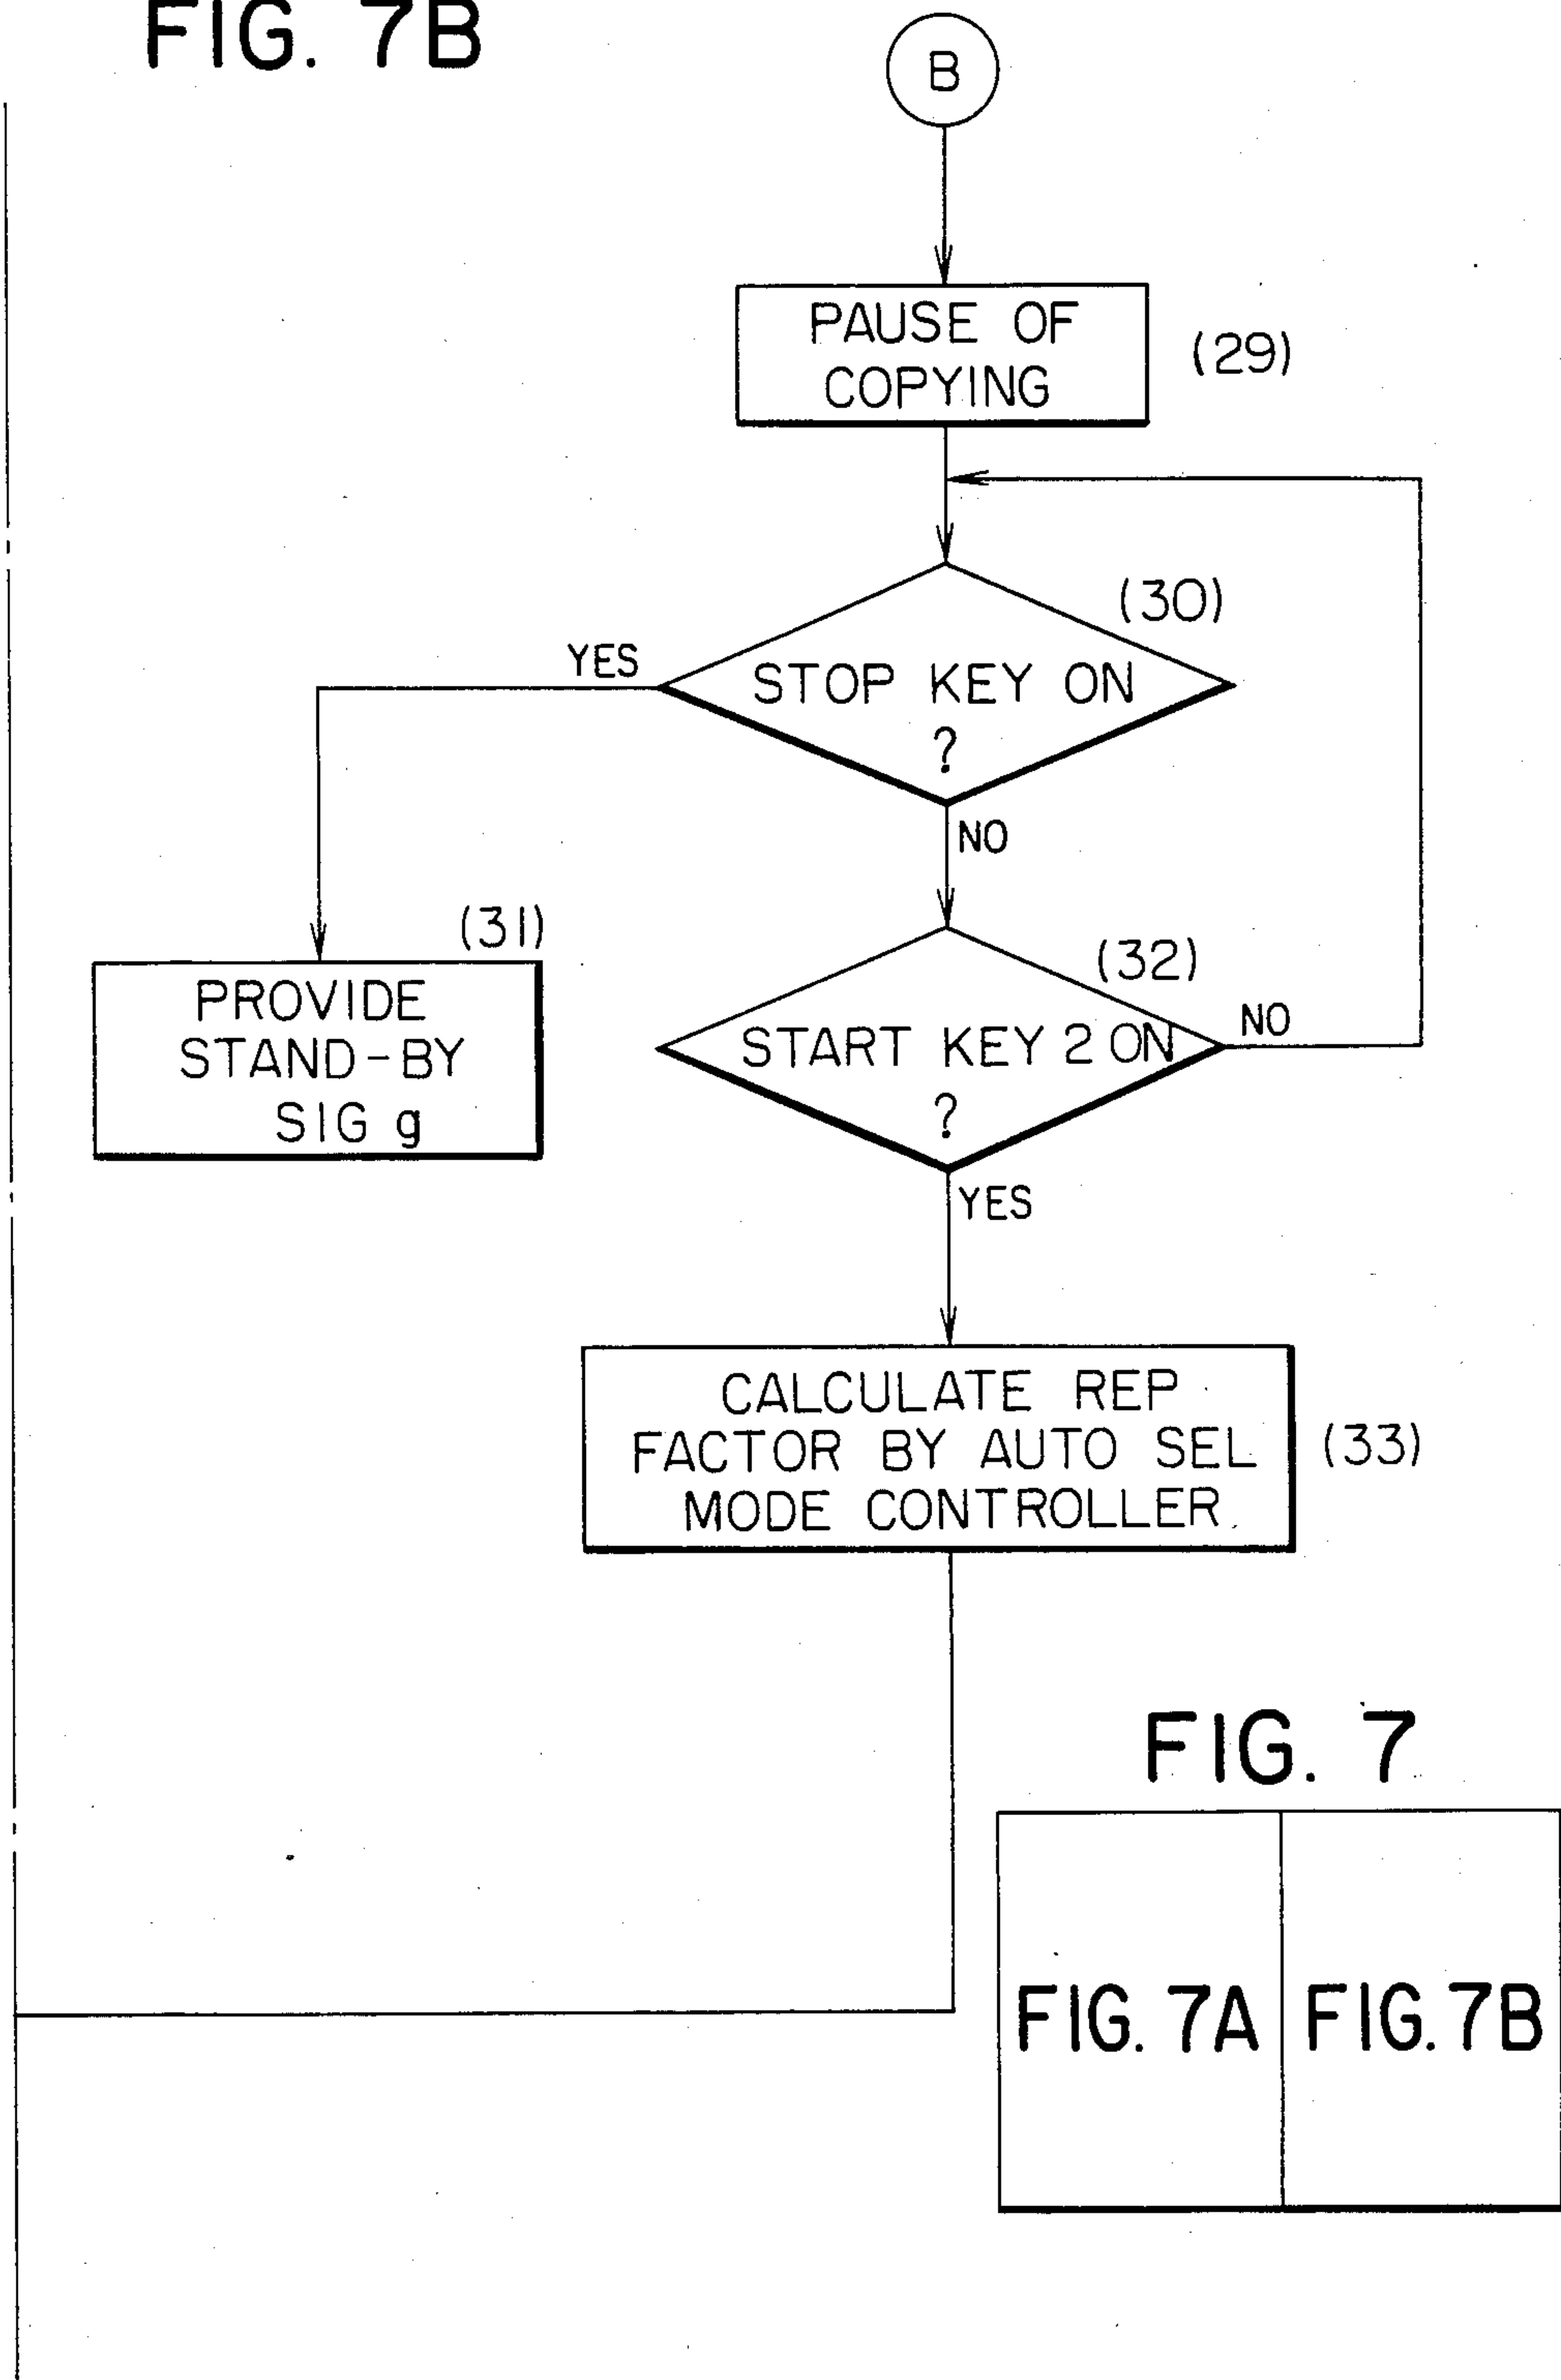 FIG. 7B
B
PAUSE OF
COPYING
(29)
(30)
YES
STOP KEY ON
?
NO
(31)
PROVIDE
STAND-BY
SIG g
(32)
START KEY 2 ON
?
NO
YES
CALCULATE REP
FACTOR BY AUTO SEL
MODE CONTROLLER
(33)
FIG. 7
FIG. 7A
FIG. 7B